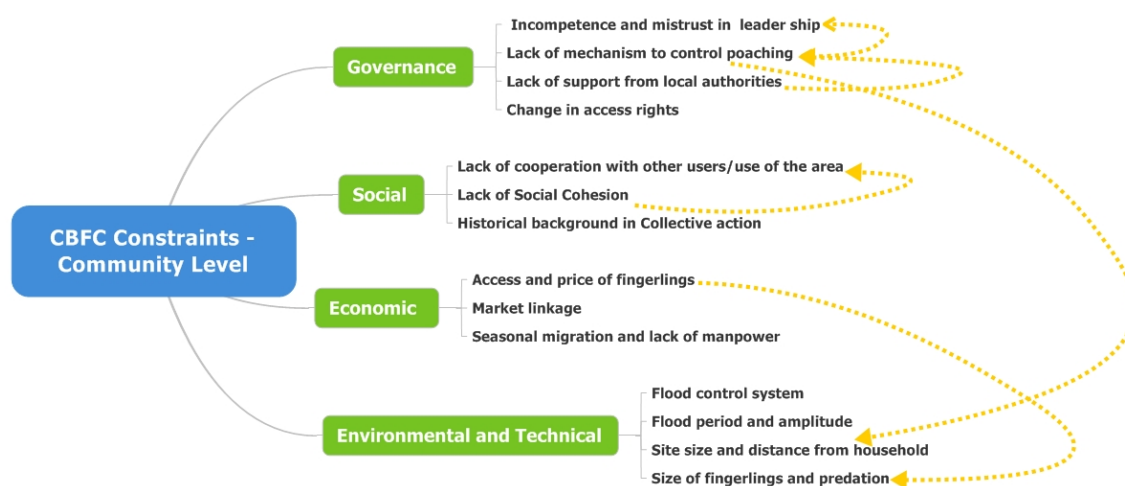 CBFC Constraints -
Community Level
Governance
Incompetence and mistrust in leader ship
Lack of mechanism to control poaching
Lack of support from local authorities
Change in access rights
Social
Lack of cooperation with other users/use of the area
Lack of Social Cohesion
Historical background in Collective action
Economic
Access and price of fingerlings
Market linkage
Seasonal migration and lack of manpower
Environmental and Technical
Flood control system
Flood period and amplitude
Site size and distance from household
Size of fingerlings and predation